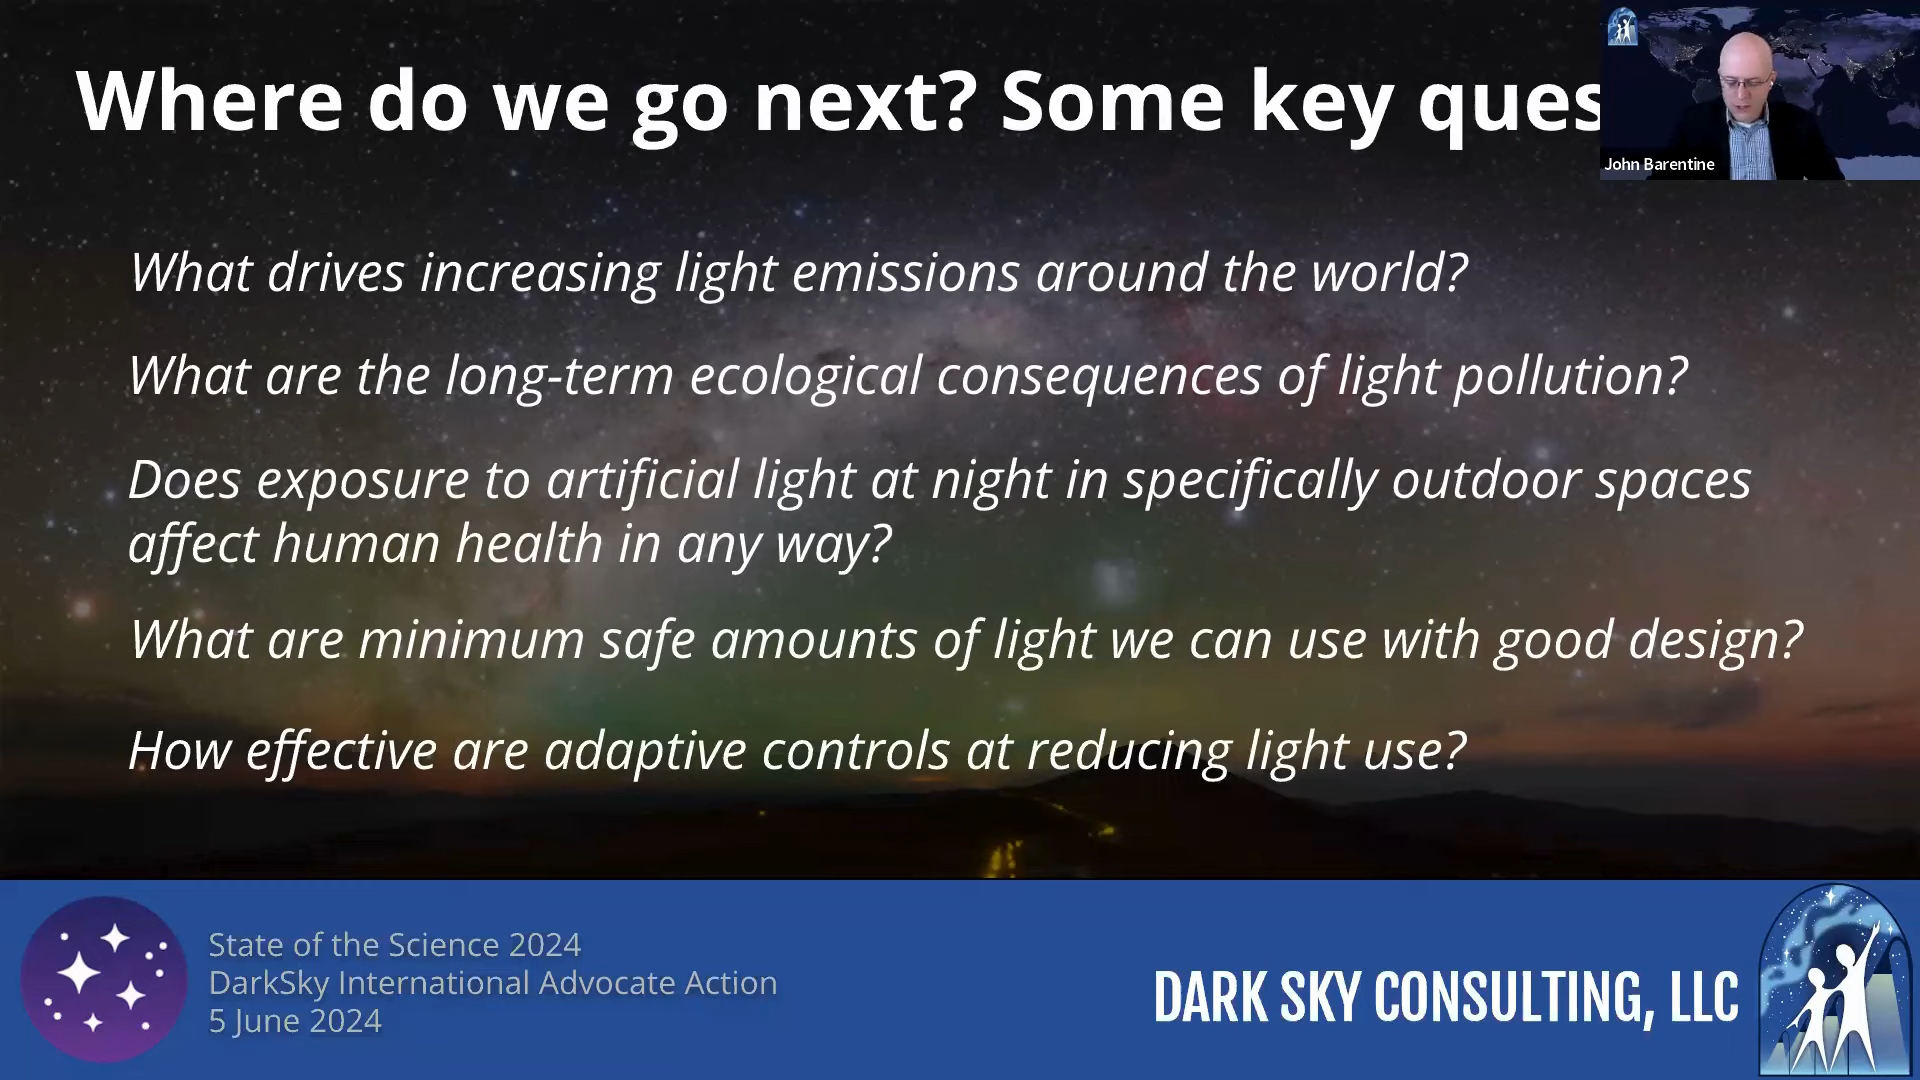 Where do we go next? Some key ques
John Barentine
What drives increasing light emissions around the world?
What are the long-term ecological consequences of light pollution?
Does exposure to artificial light at night in specifically outdoor spaces
affect human health in any way?
What are minimum safe amounts of light we can use with good design?
How effective are adaptive controls at reducing light use?
State of the Science 2024
DarkSky International Advocate Action
5 June 2024
DARK SKY CONSULTING, LLC